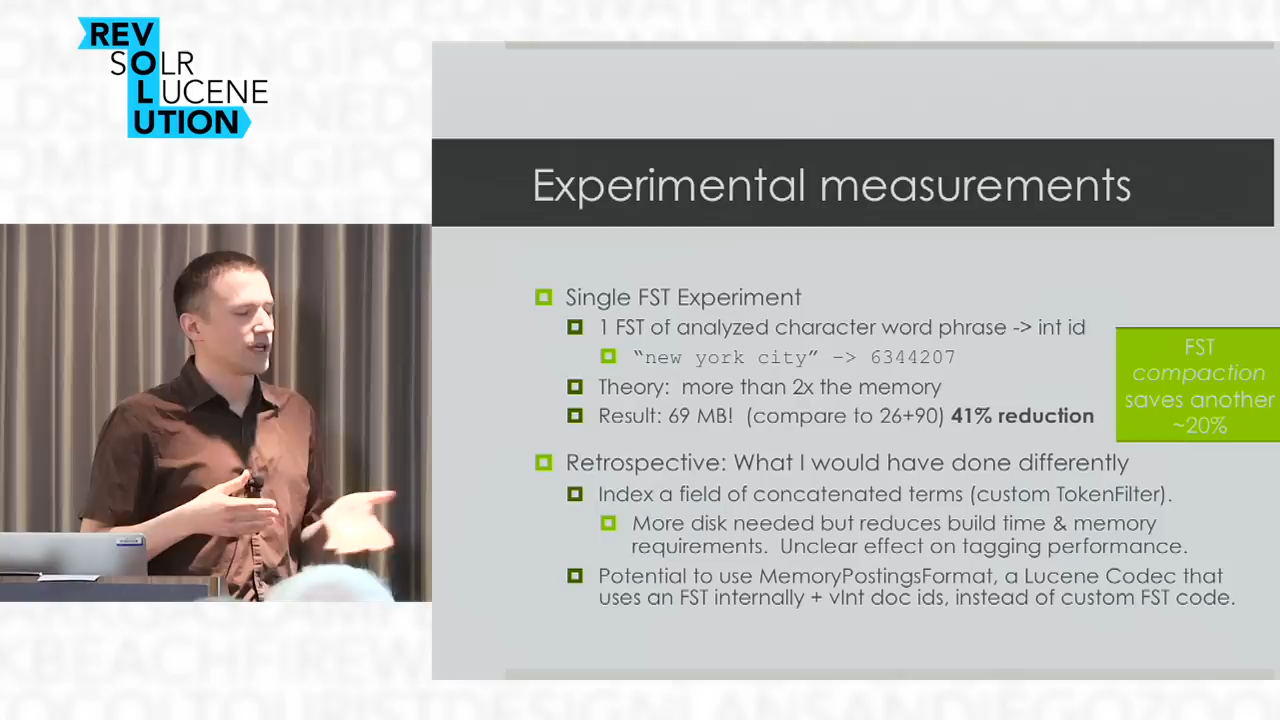 REV
SOLR
LUCENE
UTION
Experimental measurements
Single FST Experiment
1 FST of analyzed character word phrase -> int id
“new york city” -> 6344207
Theory: more than 2x the memory
Result: 69 MB! (compare to 26+90) 41% reduction
FST
compaction
saves another
~20%
Retrospective: What I would have done differently
Index a field of concatenated terms (custom TokenFilter).
More disk needed but reduces build time & memory
requirements. Unclear effect on tagging performance.
Potential to use MemoryPostingsFormat, a Lucene Codec that
uses an FST internally + vInt doc ids, instead of custom FST code.